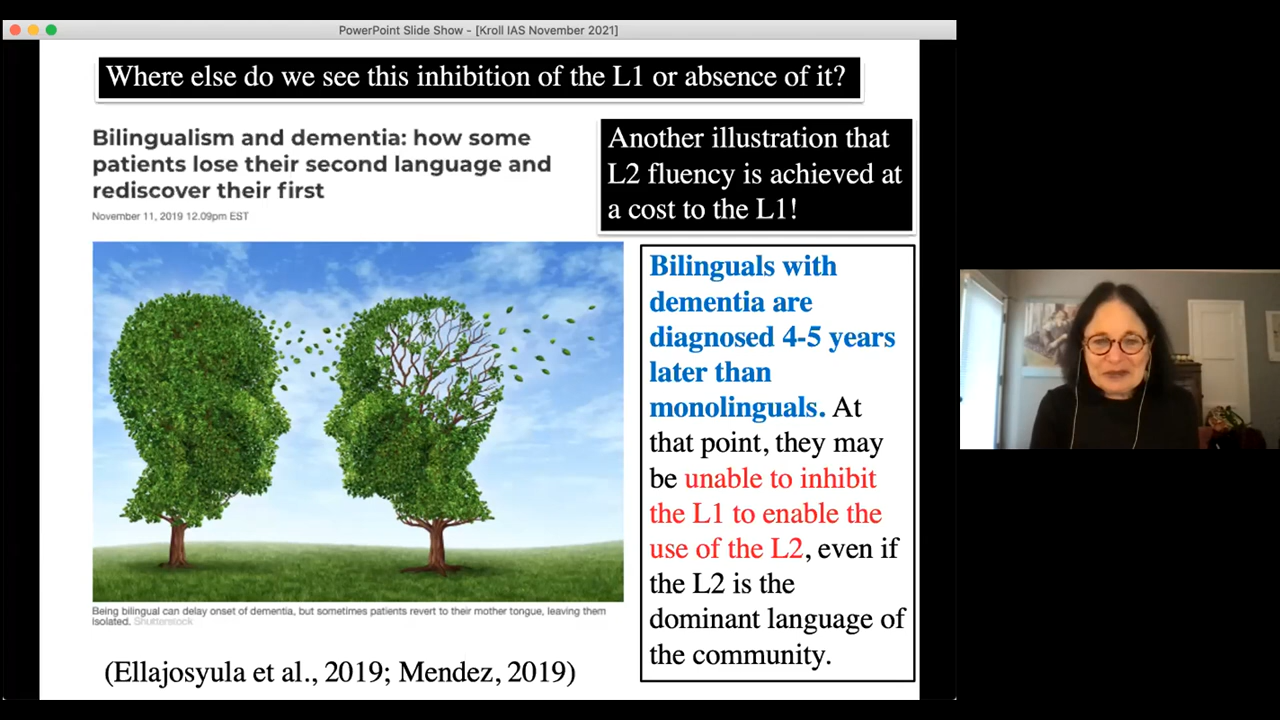 PowerPoint Slide Show - [Kroll IAS November 2021]
Where else do we see this inhibition of the L1 or absence of it?
Bilingualism and dementia: how some
patients lose their second language and
rediscover their first
November 11, 2019 12.09pm EST
Another illustration that
L2 fluency is achieved at
a cost to the L1!
Bilinguals with
dementia are
diagnosed 4-5 years
later than
monolinguals. At
that point, they may
be unable to inhibit
the L1 to enable the
use of the L2, even if
the L2 is the
dominant language of
the community.
Being bilingual can delay onset of dementia, but sometimes patients revert to their mother tongue, leaving them
isolated. Shutterstock
(Ellajosyula et al., 2019; Mendez, 2019)